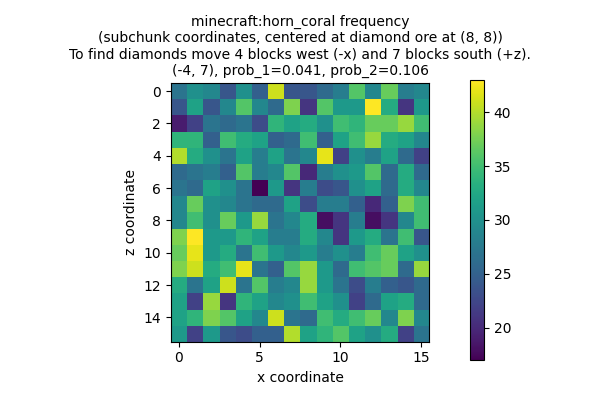 minecraft:horn_coral frequency
(subchunk coordinates, centered at diamond ore at (8, 8))
To find diamonds move 4 blocks west (-x) and 7 blocks south (+z).
(-4, 7), prob_1=0.041, prob_2=0.106
0
2
4
6
8
10
12
14
z coordinate
0
5
10
15
x coordinate
40
35
30
25
20